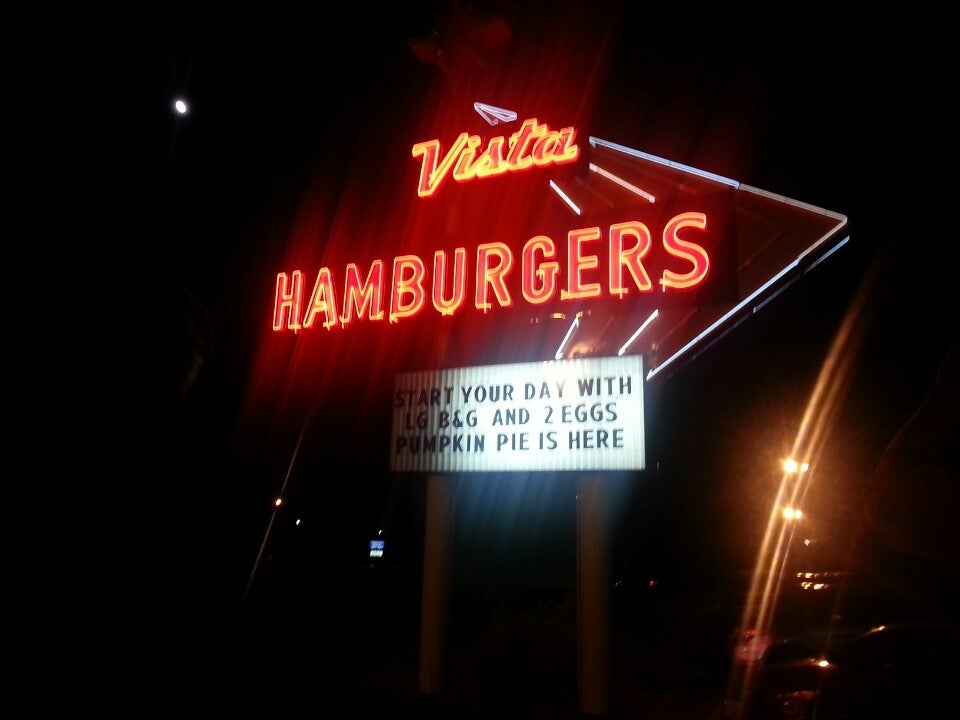 Vista
HAMBURGERS
START YOUR DAY WITH
LG B&G AND 2 EGGS
PUMPKIN PIE IS HERE